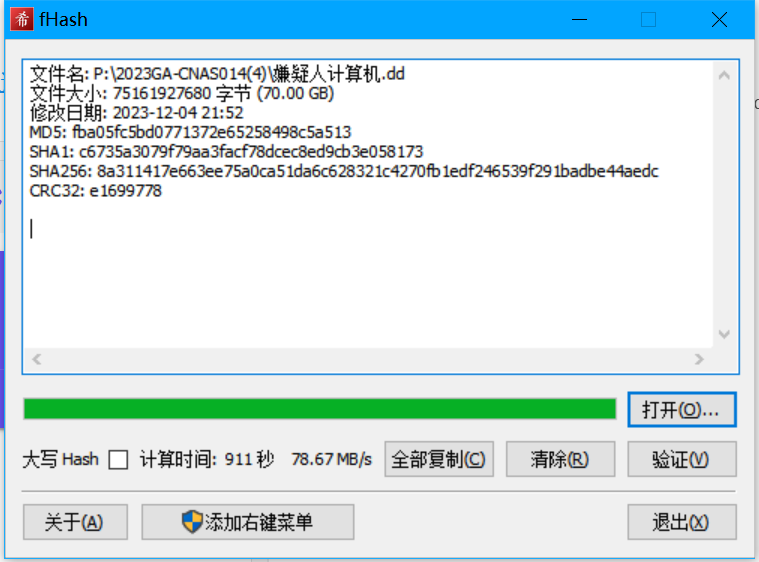 希 fHash
文件名: P:\2023GA-CNAS014(4)\嫌疑人计算机.dd
文件大小: 75161927680 字节 (70.00 GB)
修改日期: 2023-12-04 21:52
MD5: fba05fc5bd0771372e65258498c5a513
SHA1: c6735a3079f79aa3facf78dcec8ed9cb3e058173
SHA256: 8a311417e663ee75a0ca51da6c628321c4270fb1edf246539f291badbe44aedc
CRC32: e1699778
打开(O)...
大写 Hash 计算时间: 911 秒 78.67 MB/s 全部复制(C) 清除(R) 验证(V)
关于(A) 添加右键菜单 退出(X)